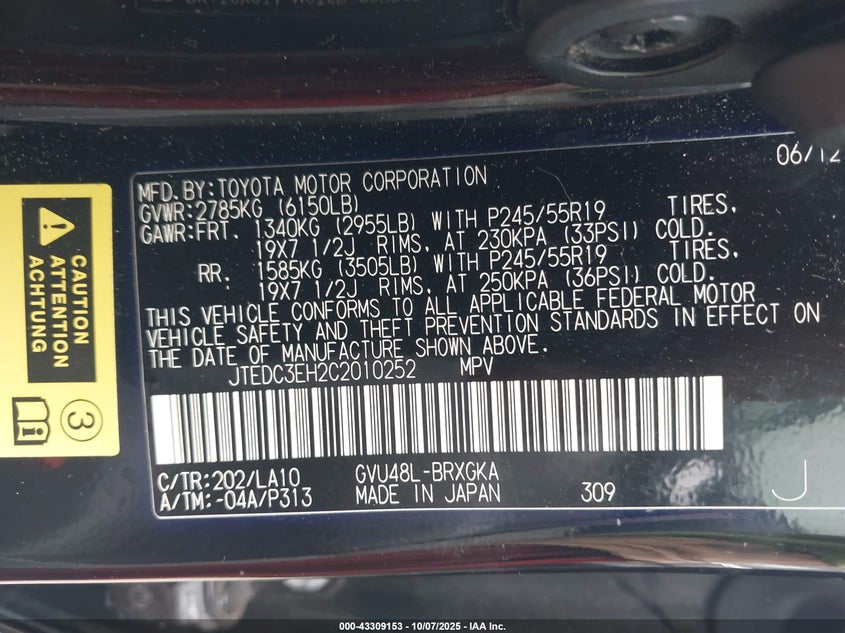 06/12
MFD.BY:TOYOTA MOTOR CORPORATION
GVWR:2785KG (6150LB)
GAWR:FRT. 1340KG (2955LB) WITH P245/55R19 TIRES,
19X7 1/2J RIMS, AT 230KPA (33PSI) COLD.
RR. 1585KG (3505LB) WITH P245/55R19 TIRES,
19X7 1/2J RIMS, AT 250KPA (36PSI) COLD.
THIS VEHICLE CONFORMS TO ALL APPLICABLE FEDERAL MOTOR
VEHICLE SAFETY AND THEFT PREVENTION STANDARDS IN EFFECT ON
THE DATE OF MANUFACTURE SHOWN ABOVE.
JTEDC3EH2C2010252 MPV
C/TR:202/LA10 GVU48L-BRXGKA
A/TM:-04A/P313 MADE IN JAPAN 309 J
CAUTION
ATTENTION
ACHTUNG
3
000-43309153 - 10/07/2025 - IAA Inc.